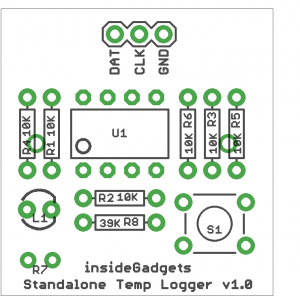 DAT
CLK
GND
R4 10K
R1 10K
U1
10K R6
10K R3
10K R5
L1
R2 10K
39K R8
S1
R7
insideGadgets
Standalone Temp Logger v1.0